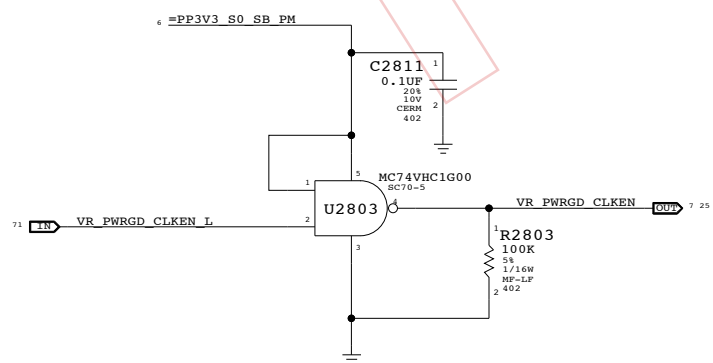 6 =PP3V3_S0_SB_PM
C2811
1
0.1UF
20%
10V
CERM
402
2
5
MC74VHC1G00
SC70-5
1
U2803
4
2
3
71 IN VR_PWRGD_CLKEN_L
VR_PWRGD_CLKEN OUT 7 25
1
R2803
100K
5%
1/16W
MF-LF
402
2